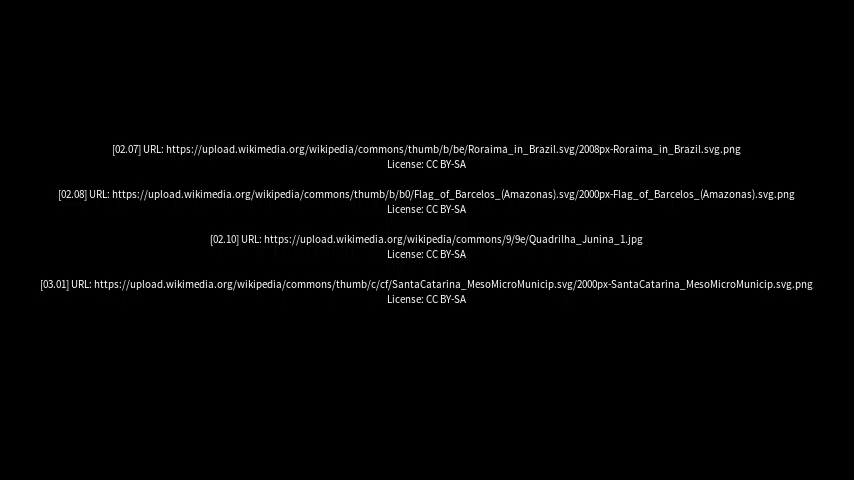 [02.07] URL: https://upload.wikimedia.org/wikipedia/commons/thumb/b/be/Roraima_in_Brazil.svg/2008px-Roraima_in_Brazil.svg.png
License: CC BY-SA
[02.08] URL: https://upload.wikimedia.org/wikipedia/commons/thumb/b/b0/Flag_of_Barcelos_(Amazonas).svg/2000px-Flag_of_Barcelos_(Amazonas).svg.png
License: CC BY-SA
[02.10] URL: https://upload.wikimedia.org/wikipedia/commons/9/9e/Quadrilha_Junina_1.jpg
License: CC BY-SA
[03.01] URL: https://upload.wikimedia.org/wikipedia/commons/thumb/c/cf/SantaCatarina_MesoMicroMunicip.svg/2000px-SantaCatarina_MesoMicroMunicip.svg.png
License: CC BY-SA